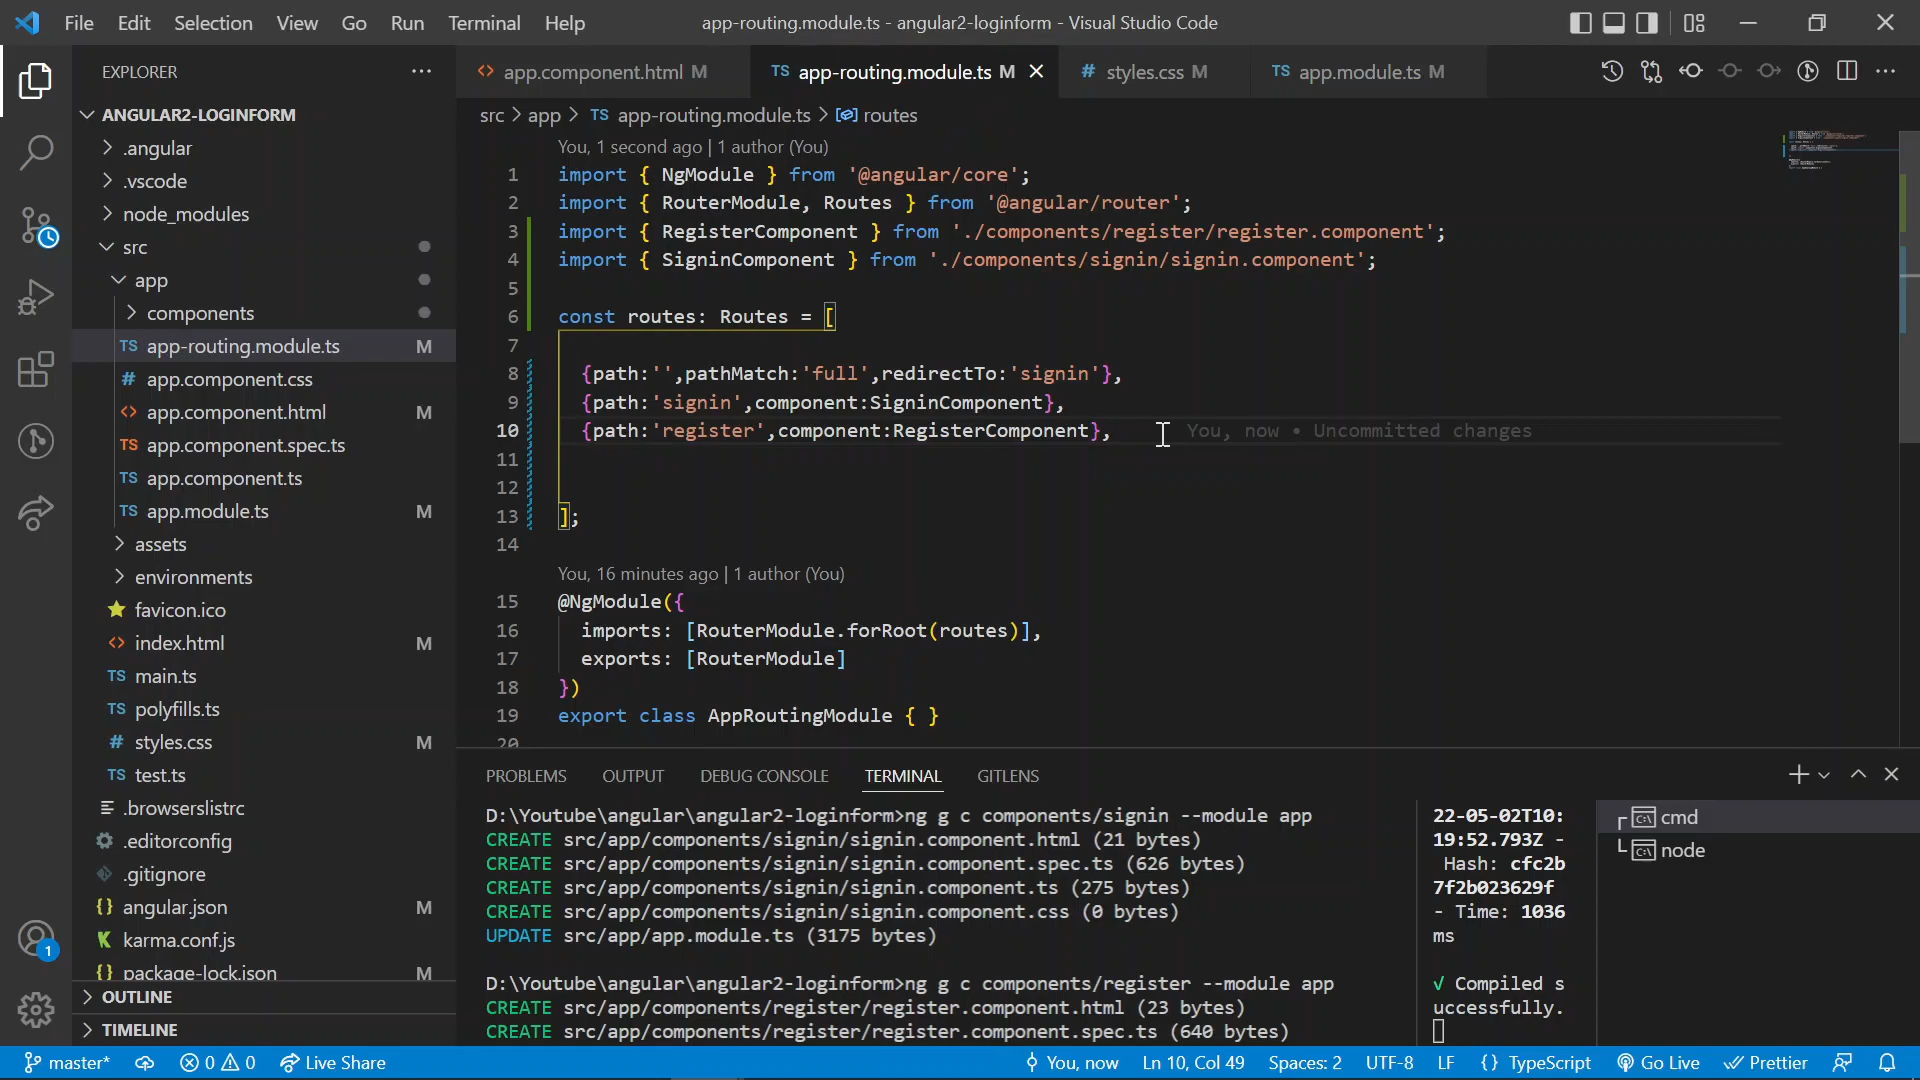 File Edit Selection View Go Run Terminal Help
app-routing.module.ts - angular2-loginform - Visual Studio Code
EXPLORER
ANGULAR2-LOGINFORM
.angular
.vscode
node_modules
src
app
components
TS app-routing.module.ts M
# app.component.css
<> app.component.html M
TS app.component.spec.ts
TS app.component.ts
TS app.module.ts M
assets
environments
favicon.ico
<> index.html M
TS main.ts
TS polyfills.ts
# styles.css M
TS test.ts
.browserslistrc
.editorconfig
.gitignore
{} angular.json M
karma.conf.js
{} package-lock.json M
OUTLINE
TIMELINE
1
<> app.component.html M
TS app-routing.module.ts M
# styles.css M
TS app.module.ts M
src > app > TS app-routing.module.ts > routes
You, 1 second ago | 1 author (You)
1 import { NgModule } from '@angular/core';
2 import { RouterModule, Routes } from '@angular/router';
3 import { RegisterComponent } from './components/register/register.component';
4 import { SigninComponent } from './components/signin/signin.component';
5
6 const routes: Routes = [
7
8 {path:'',pathMatch:'full',redirectTo:'signin'},
9 {path:'signin',component:SigninComponent},
10 {path:'register',component:RegisterComponent}, You, now • Uncommitted changes
11
12
13 ];
14
You, 16 minutes ago | 1 author (You)
15 @NgModule({
16 imports: [RouterModule.forRoot(routes)],
17 exports: [RouterModule]
18 })
19 export class AppRoutingModule { }
20
PROBLEMS OUTPUT DEBUG CONSOLE TERMINAL GITLENS
D:\Youtube\angular\angular2-loginform>ng g c components/signin --module app
CREATE src/app/components/signin/signin.component.html (21 bytes)
CREATE src/app/components/signin/signin.component.spec.ts (626 bytes)
CREATE src/app/components/signin/signin.component.ts (275 bytes)
CREATE src/app/components/signin/signin.component.css (0 bytes)
UPDATE src/app/app.module.ts (3175 bytes)
D:\Youtube\angular\angular2-loginform>ng g c components/register --module app
CREATE src/app/components/register/register.component.html (23 bytes)
CREATE src/app/components/register/register.component.spec.ts (640 bytes)
22-05-02T10:
19:52.793Z -
Hash: cfc2b
7f2b023629f
- Time: 1036
ms
√ Compiled s
uccessfully.
cmd
node
master* 0 0 Live Share You, now Ln 10, Col 49 Spaces: 2 UTF-8 LF {} TypeScript Go Live Prettier